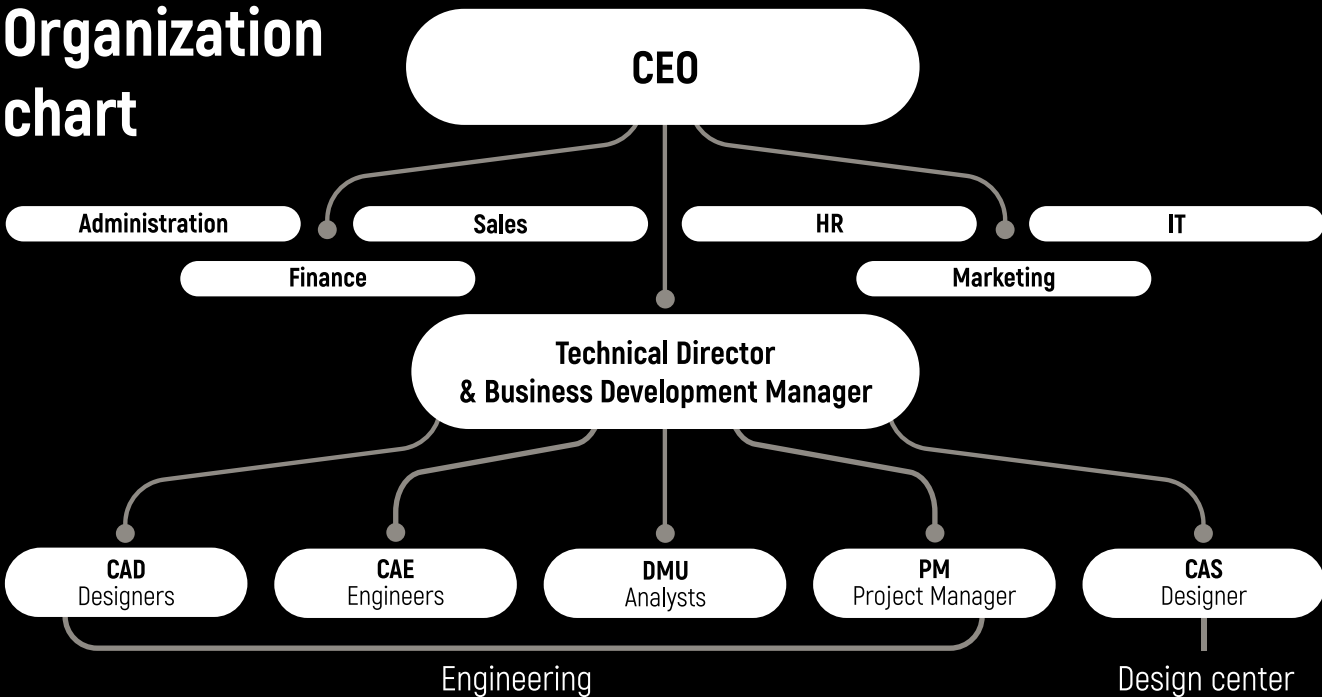 Organization
chart
CEO
Administration
Sales
HR
IT
Finance
Marketing
Technical Director
& Business Development Manager
CAD
Designers
CAE
Engineers
DMU
Analysts
PM
Project Manager
CAS
Designer
Engineering
Design center